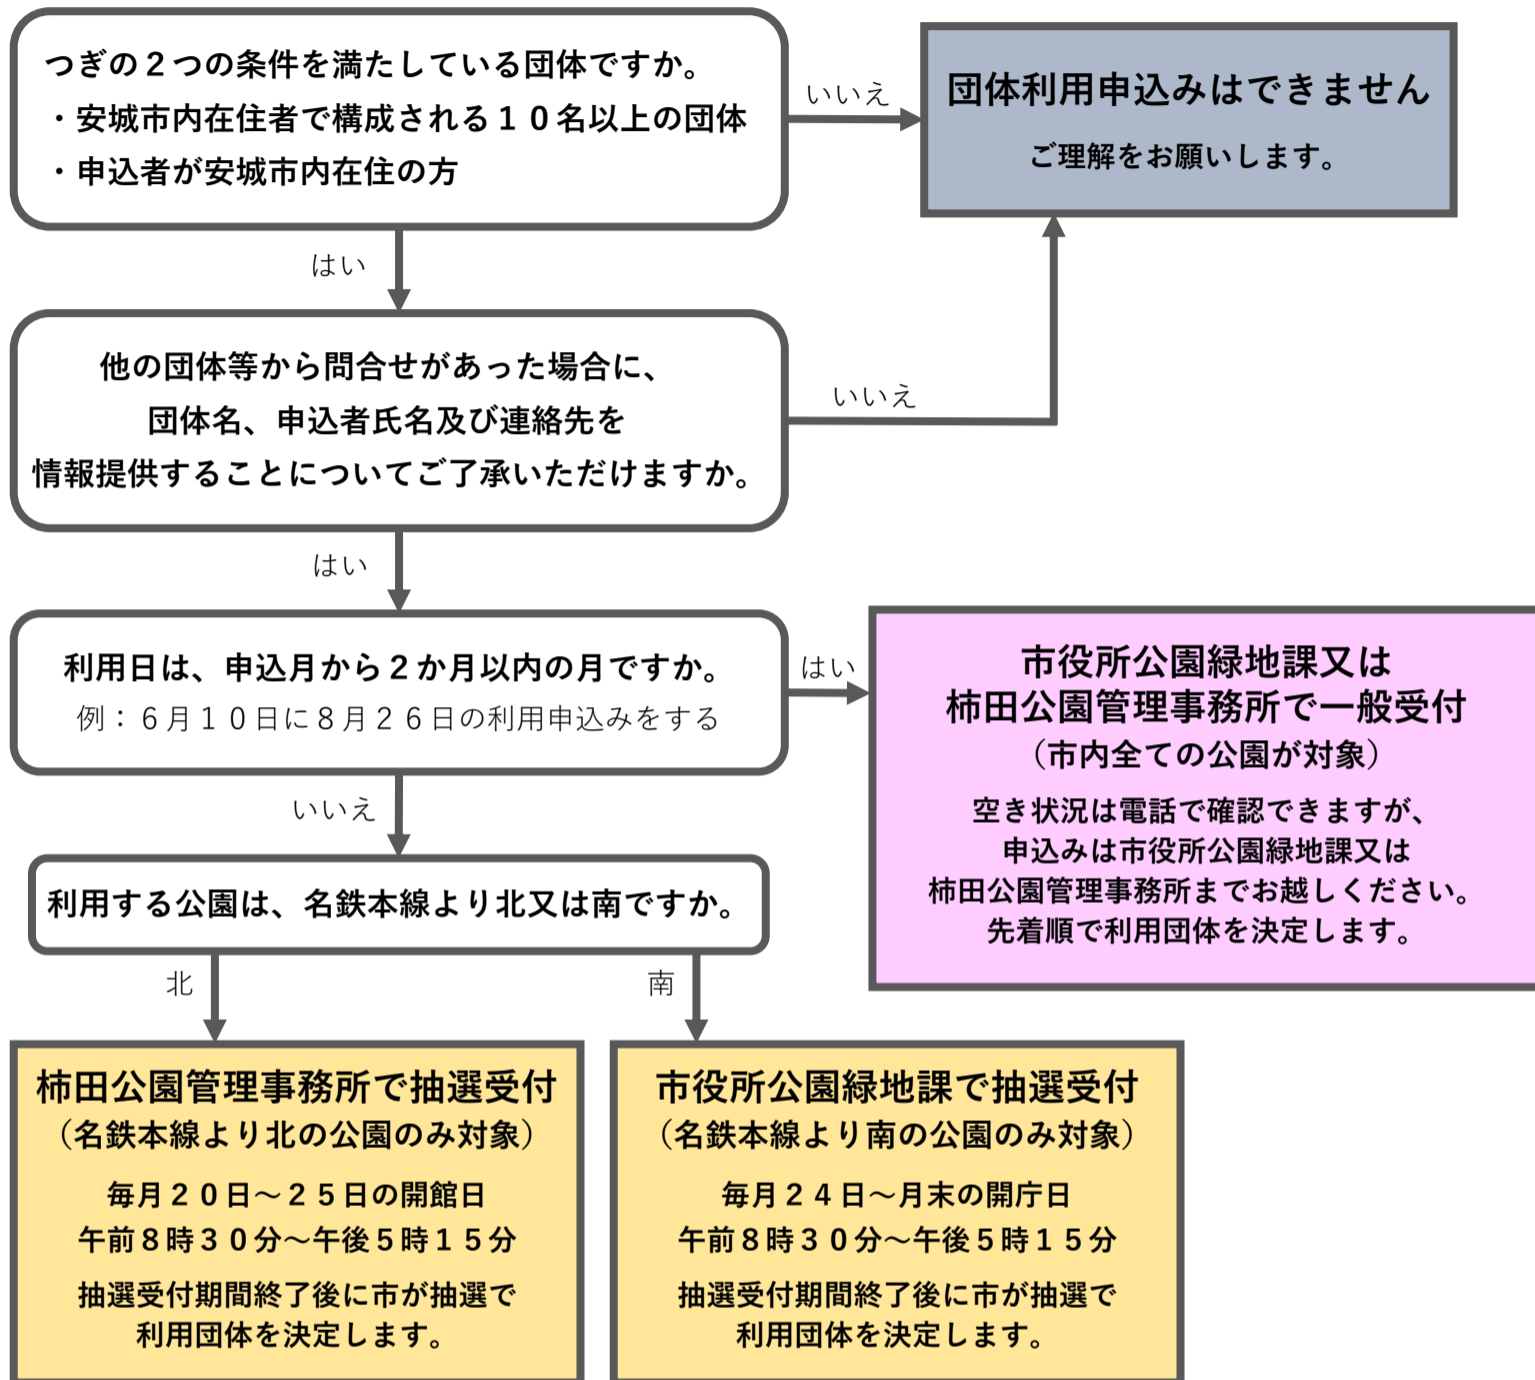 つぎの２つの条件を満たしている団体ですか。
・安城市内在住者で構成される１０名以上の団体
・申込者が安城市内在住の方
いいえ
団体利用申込みはできません
ご理解をお願いします。
はい
他の団体等から問合せがあった場合に、
団体名、申込者氏名及び連絡先を
情報提供することについてご了承いただけますか。
いいえ
はい
利用日は、申込月から２か月以内の月ですか。
例：６月１０日に８月２６日の利用申込みをする
はい
市役所公園緑地課又は
柿田公園管理事務所で一般受付
（市内全ての公園が対象）
空き状況は電話で確認できますが、
申込みは市役所公園緑地課又は
柿田公園管理事務所までお越しください。
先着順で利用団体を決定します。
いいえ
利用する公園は、名鉄本線より北又は南ですか。
北
南
柿田公園管理事務所で抽選受付
（名鉄本線より北の公園のみ対象）
毎月２０日～２５日の開館日
午前８時３０分～午後５時１５分
抽選受付期間終了後に市が抽選で
利用団体を決定します。
市役所公園緑地課で抽選受付
（名鉄本線より南の公園のみ対象）
毎月２４日～月末の開庁日
午前８時３０分～午後５時１５分
抽選受付期間終了後に市が抽選で
利用団体を決定します。